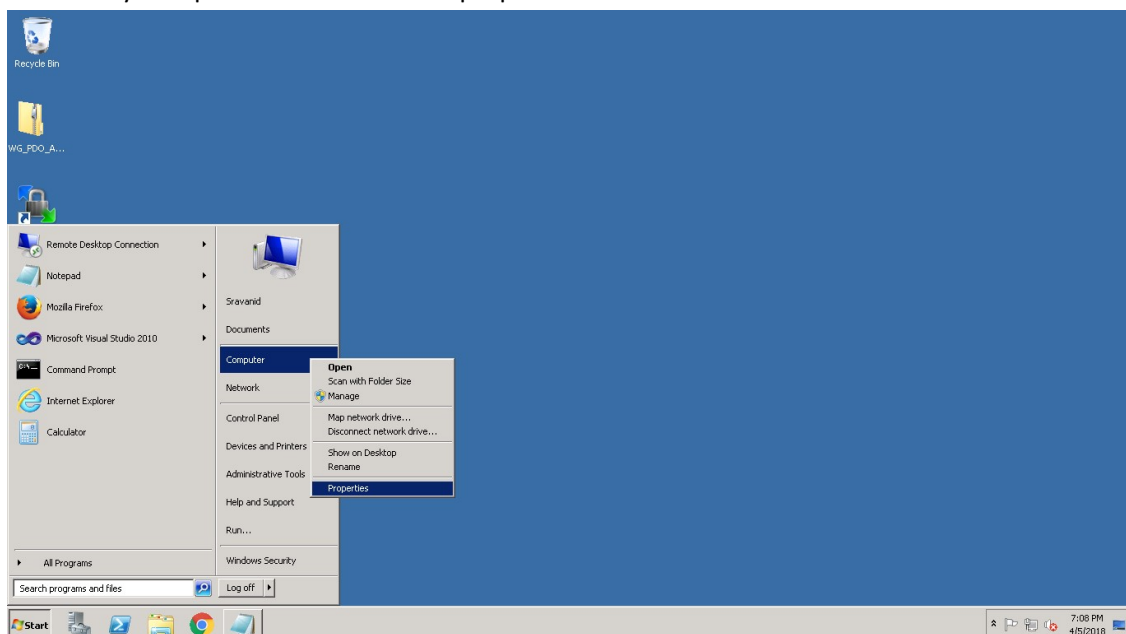 Recycle Bin
WG_PDO_A...
Remote Desktop Connection
Notepad
Mozilla Firefox
Microsoft Visual Studio 2010
Command Prompt
Internet Explorer
Calculator
All Programs
Search programs and files
Sravanid
Documents
Computer
Network
Control Panel
Devices and Printers
Administrative Tools
Help and Support
Run...
Windows Security
Log off
Open
Scan with Folder Size
Manage
Map network drive...
Disconnect network drive...
Show on Desktop
Rename
Properties
Start
7:08 PM
4/5/2018